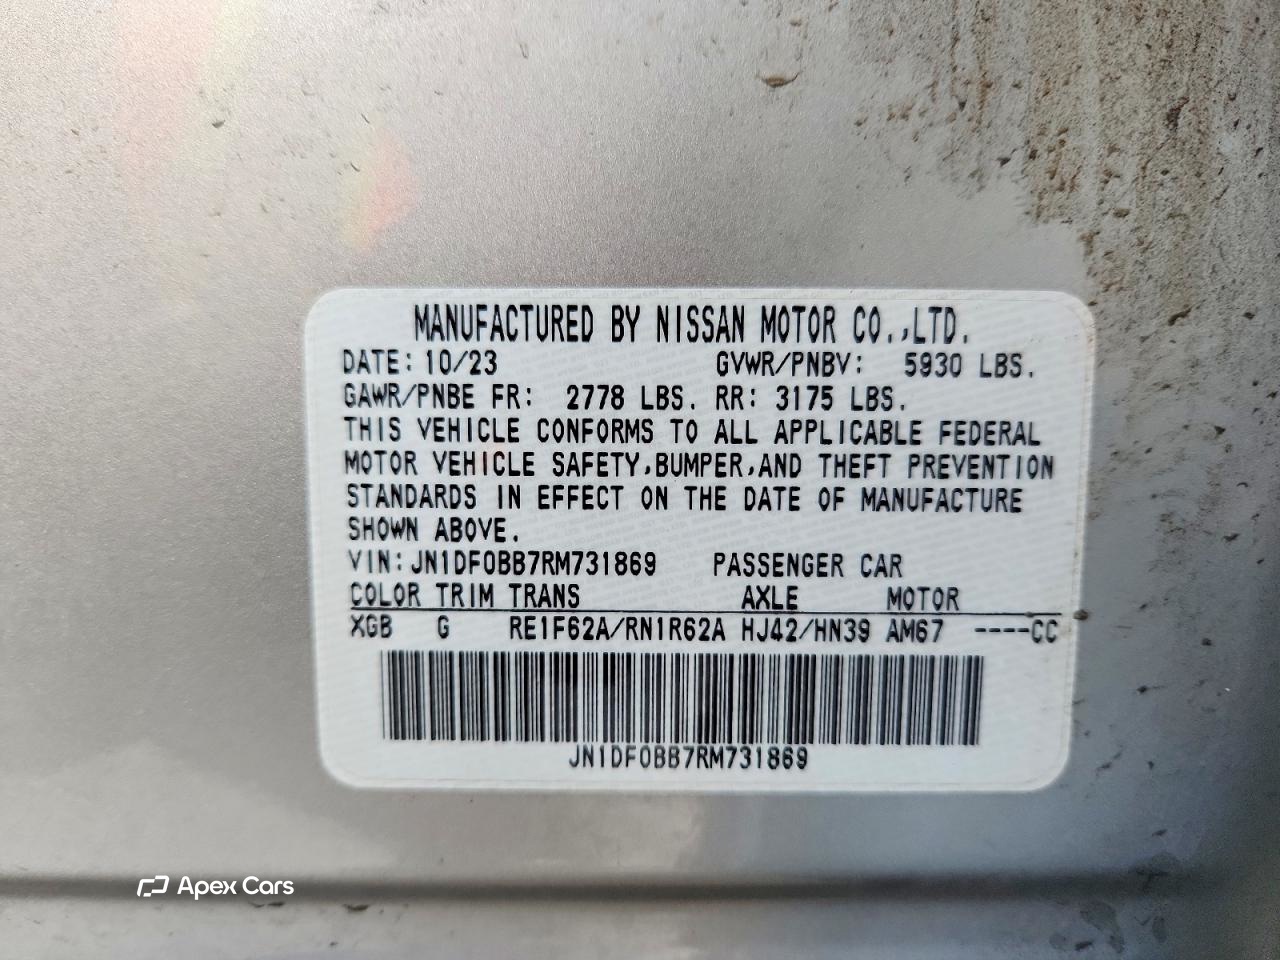 MANUFACTURED BY NISSAN MOTOR CO.,LTD.
DATE: 10/23 GVWR/PNBV: 5930 LBS.
GAWR/PNBE FR: 2778 LBS. RR: 3175 LBS.
THIS VEHICLE CONFORMS TO ALL APPLICABLE FEDERAL
MOTOR VEHICLE SAFETY,BUMPER,AND THEFT PREVENTION
STANDARDS IN EFFECT ON THE DATE OF MANUFACTURE
SHOWN ABOVE.
VIN:JN1DF0BB7RM731869 PASSENGER CAR
COLOR TRIM TRANS AXLE MOTOR
XGB G RE1F62A/RN1R62A HJ42/HN39 AM67 ----CC
JN1DF0BB7RM731869
Apex Cars